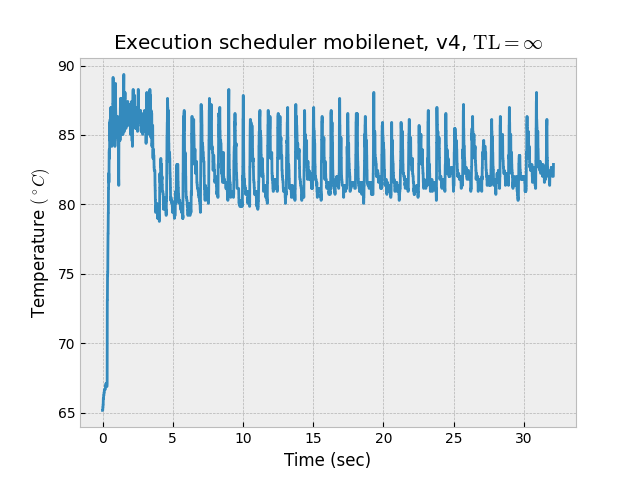 Execution scheduler mobilenet, v4, TL = ∞
90
85
80
75
70
65
Temperature (°C)
0 5 10 15 20 25 30
Time (sec)